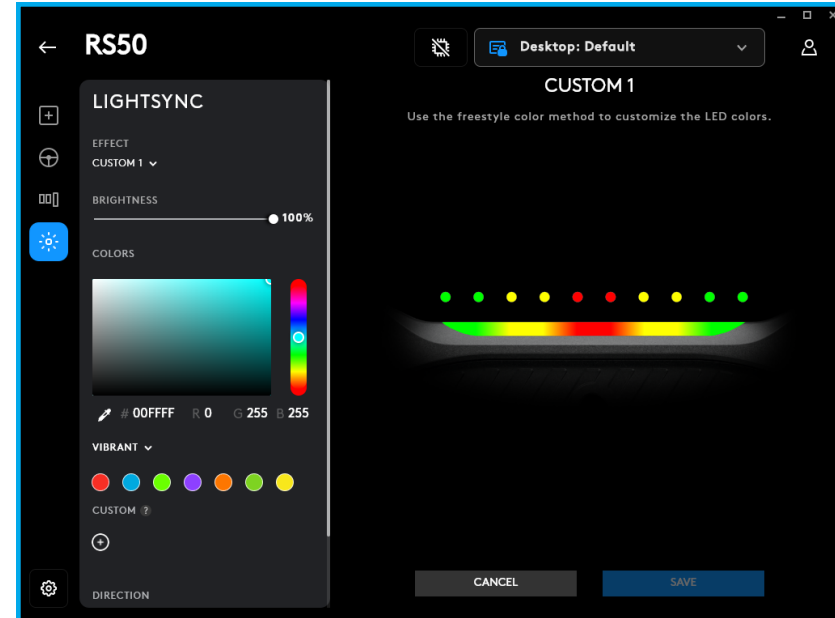 RS50
Desktop: Default
LIGHTSYNC
EFFECT
CUSTOM 1
BRIGHTNESS
100%
COLORS
# 00FFFF R 0 G 255 B 255
VIBRANT
CUSTOM ?
DIRECTION
CUSTOM 1
Use the freestyle color method to customize the LED colors.
CANCEL
SAVE